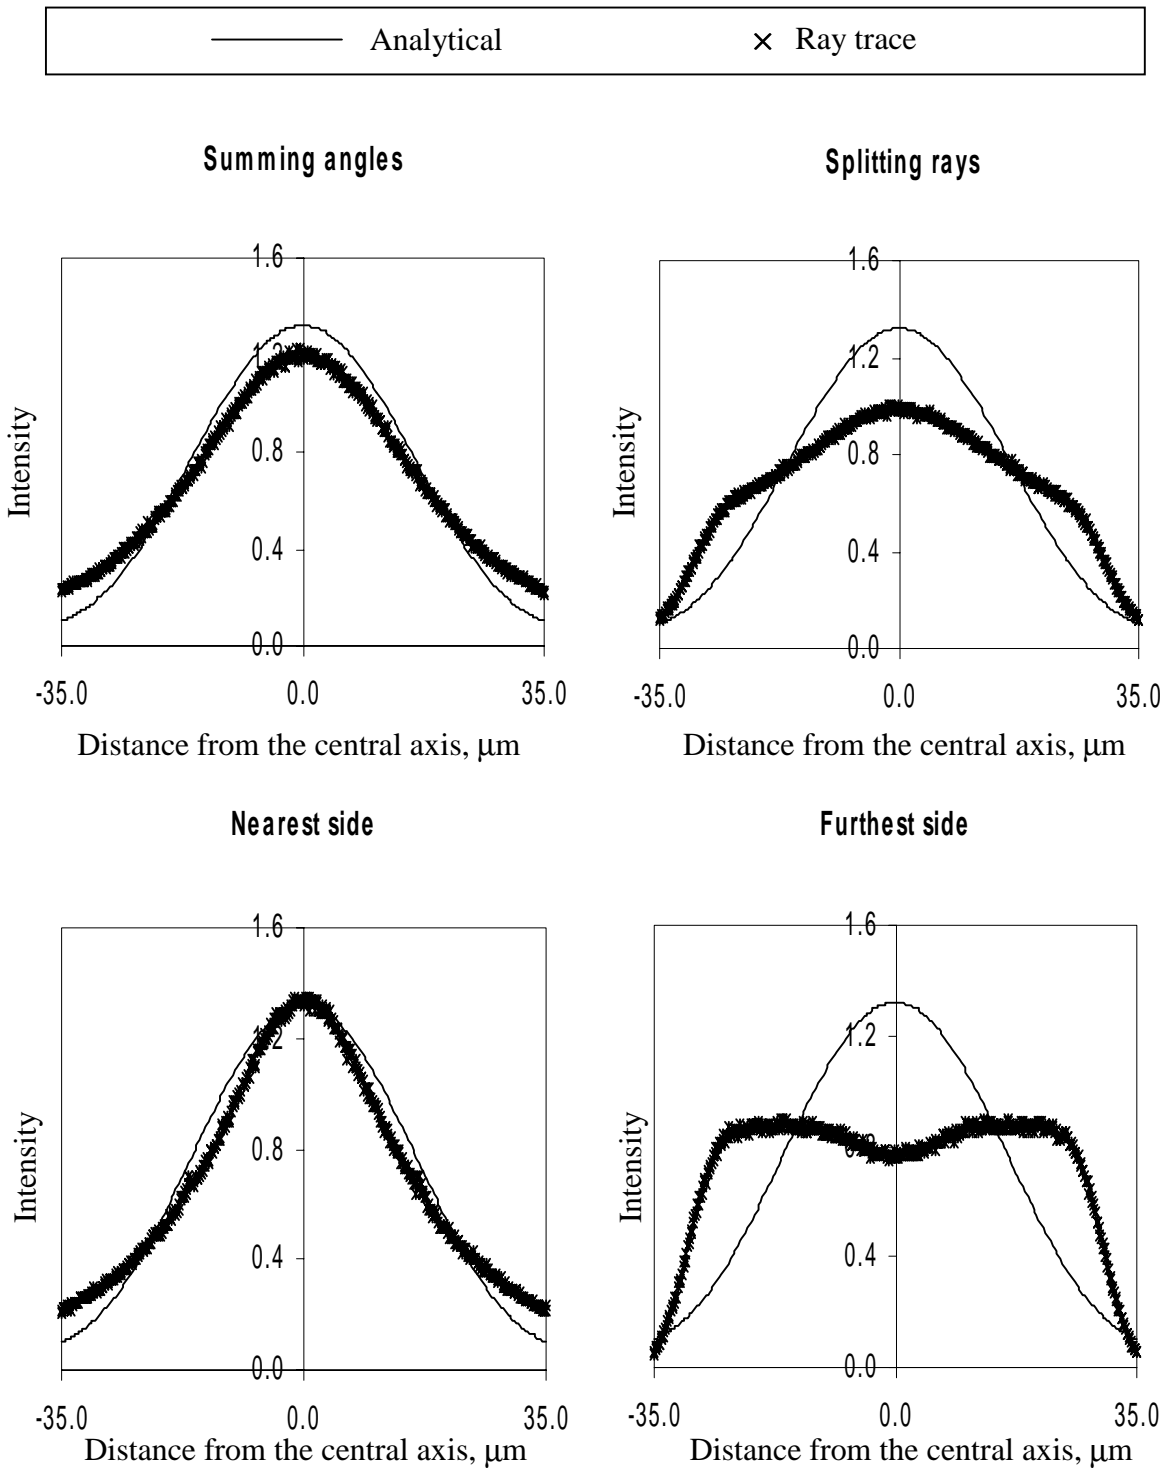 Analytical
Ray trace
Summing angles
Splitting rays
1.6
1.2
0.8
0.4
0.0
-35.0
0.0
35.0
Intensity
Distance from the central axis, μm
1.6
1.2
0.8
0.4
0.0
-35.0
0.0
35.0
Intensity
Distance from the central axis, μm
Nearest side
Furthest side
1.6
1.2
0.8
0.4
0.0
-35.0
0.0
35.0
Intensity
Distance from the central axis, μm
1.6
1.2
0.8
0.4
0.0
-35.0
0.0
35.0
Intensity
Distance from the central axis, μm